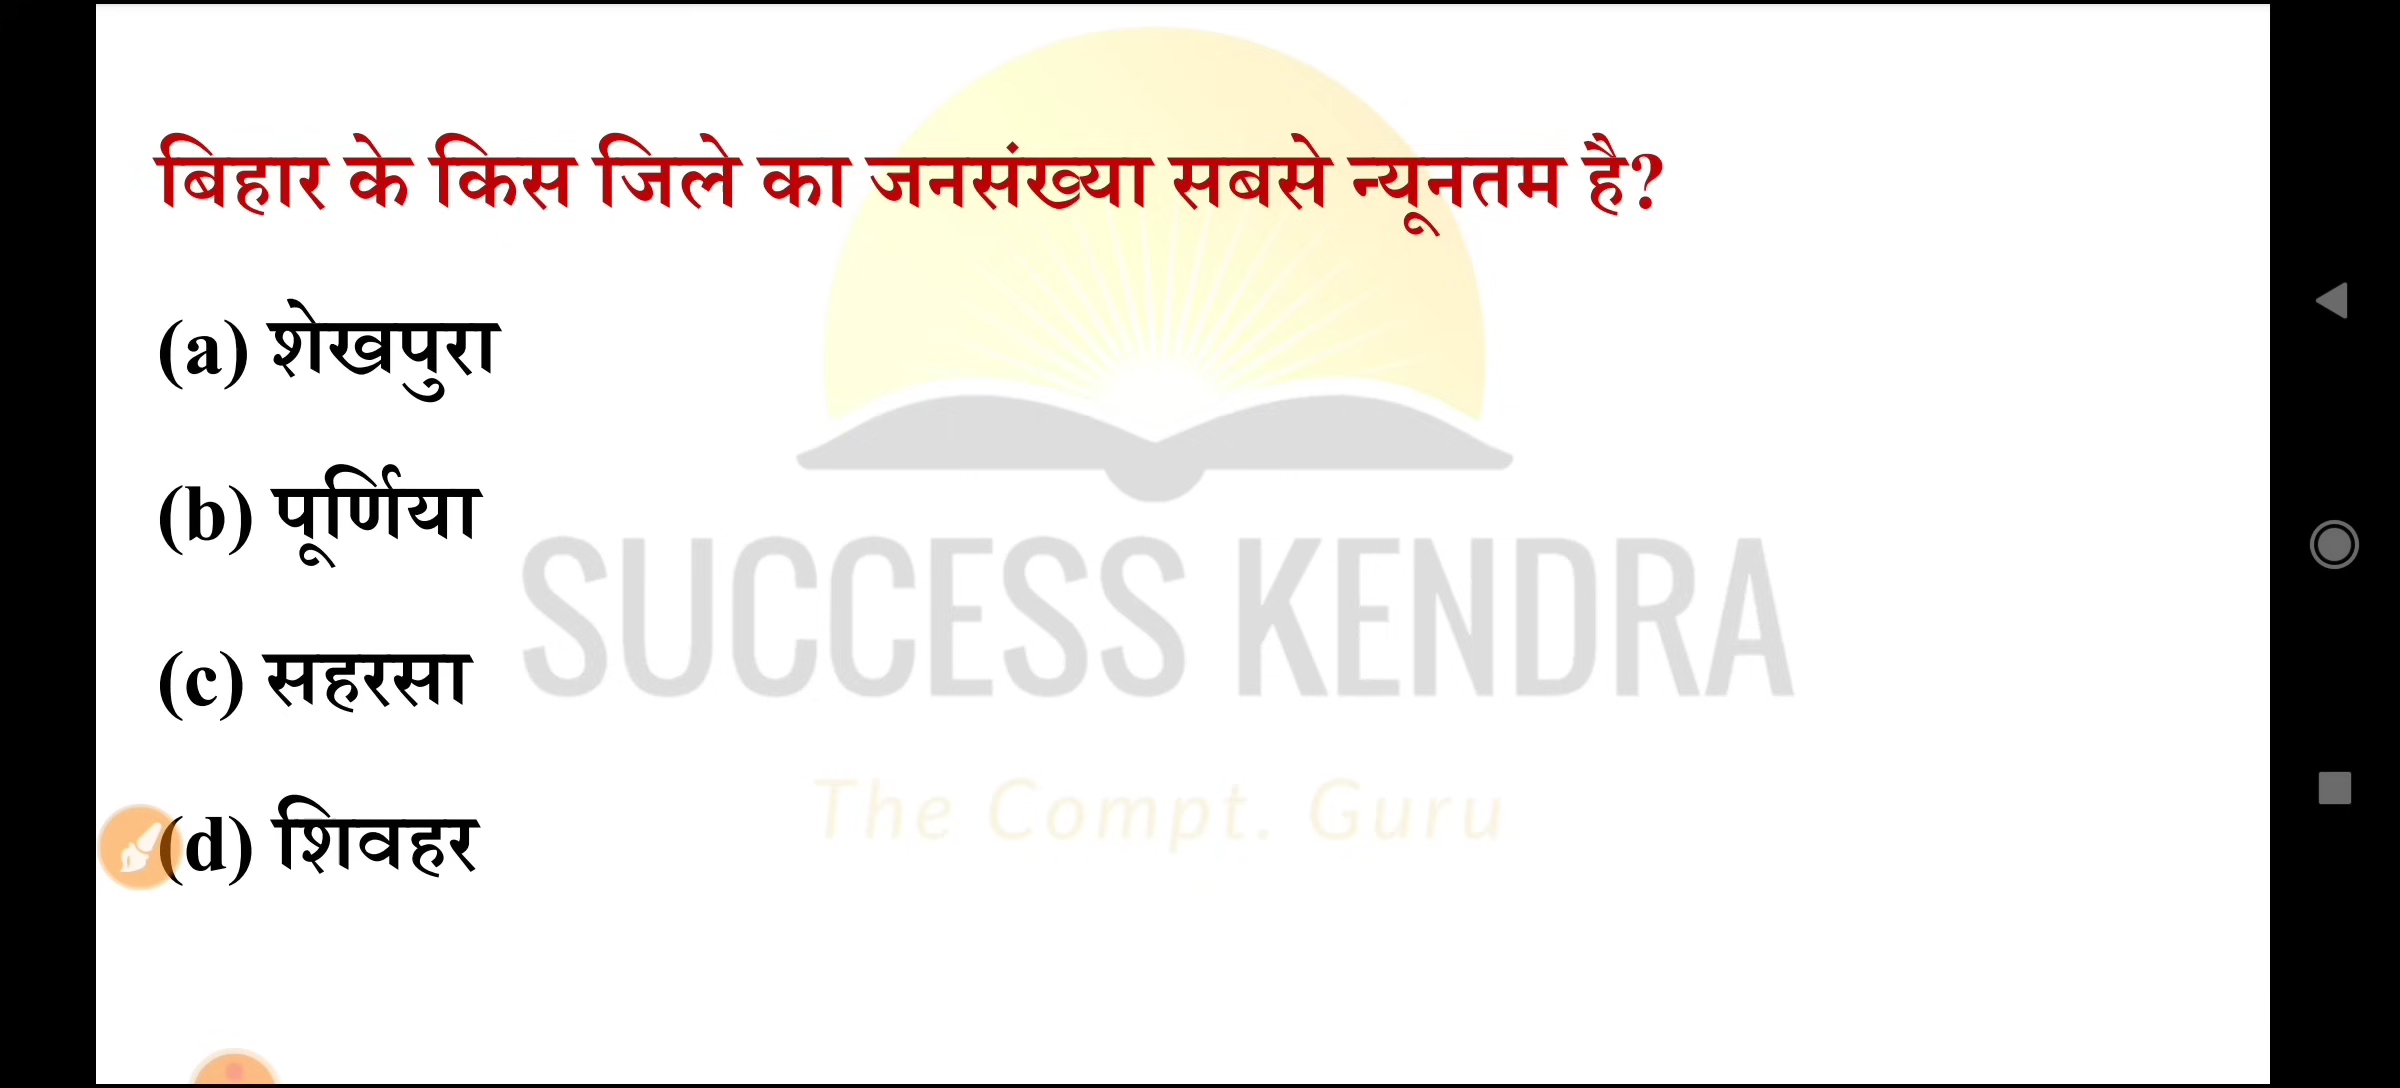 बिहार के किस जिले का जनसंख्या सबसे न्यूनतम है?
(a) शेखपुरा
(b) पूर्णिया
(c) सहरसा
(d) शिवहर
SUCCESS KENDRA
The Compt. Guru